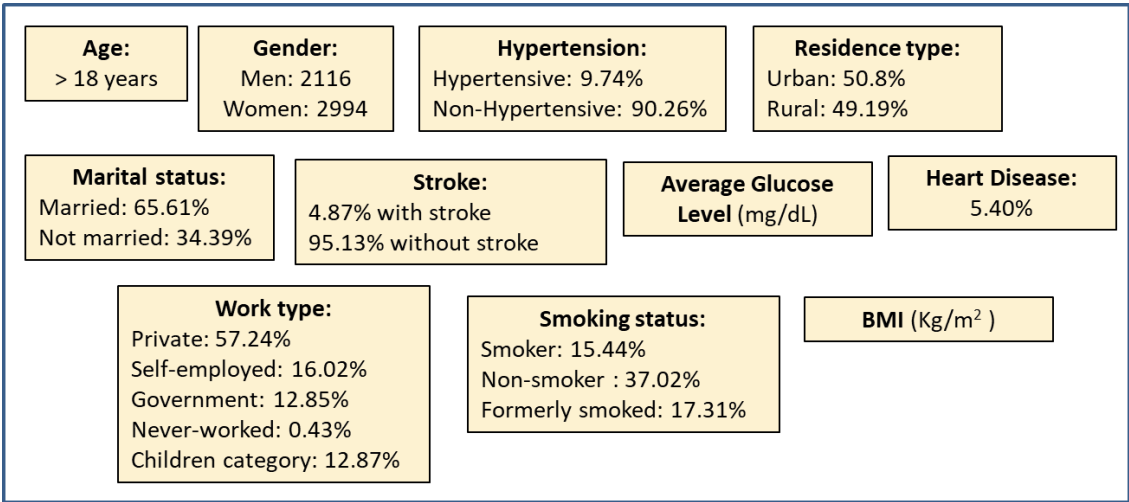 Age:
> 18 years
Gender:
Men: 2116
Women: 2994
Hypertension:
Hypertensive: 9.74%
Non-Hypertensive: 90.26%
Residence type:
Urban: 50.8%
Rural: 49.19%
Marital status:
Married: 65.61%
Not married: 34.39%
Stroke:
4.87% with stroke
95.13% without stroke
Average Glucose
Level (mg/dL)
Heart Disease:
5.40%
Work type:
Private: 57.24%
Self-employed: 16.02%
Government: 12.85%
Never-worked: 0.43%
Children category: 12.87%
Smoking status:
Smoker: 15.44%
Non-smoker : 37.02%
Formerly smoked: 17.31%
BMI (Kg/m² )